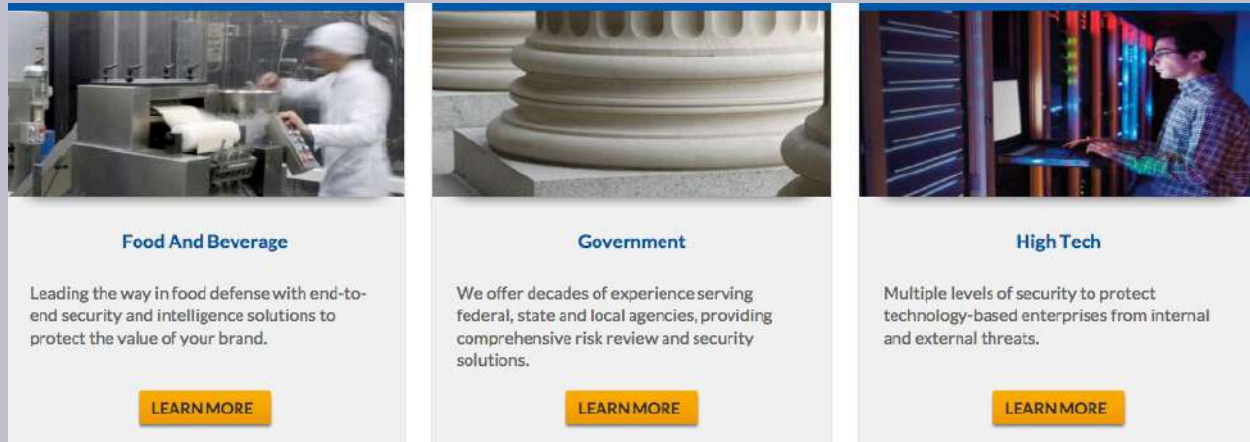 Food And Beverage
Leading the way in food defense with end-to-
end security and intelligence solutions to
protect the value of your brand.
LEARN MORE
Government
We offer decades of experience serving
federal, state and local agencies, providing
comprehensive risk review and security
solutions.
LEARN MORE
High Tech
Multiple levels of security to protect
technology-based enterprises from internal
and external threats.
LEARN MORE